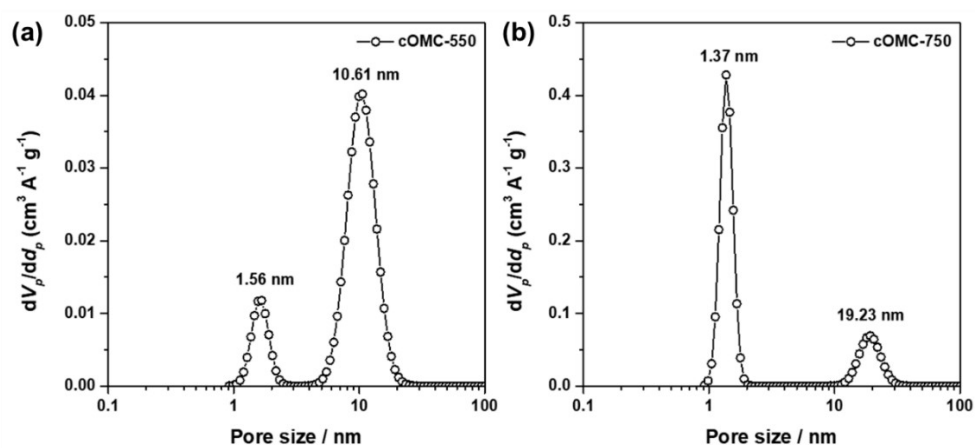 (a)
cOMC-550
10.61 nm
1.56 nm
0.05
0.04
0.03
0.02
0.01
0.00
dVₚ/ddₚ (cm³ A⁻¹ g⁻¹)
0.1
1
10
100
Pore size / nm
(b)
cOMC-750
1.37 nm
19.23 nm
0.5
0.4
0.3
0.2
0.1
0.0
dVₚ/ddₚ (cm³ A⁻¹ g⁻¹)
0.1
1
10
100
Pore size / nm